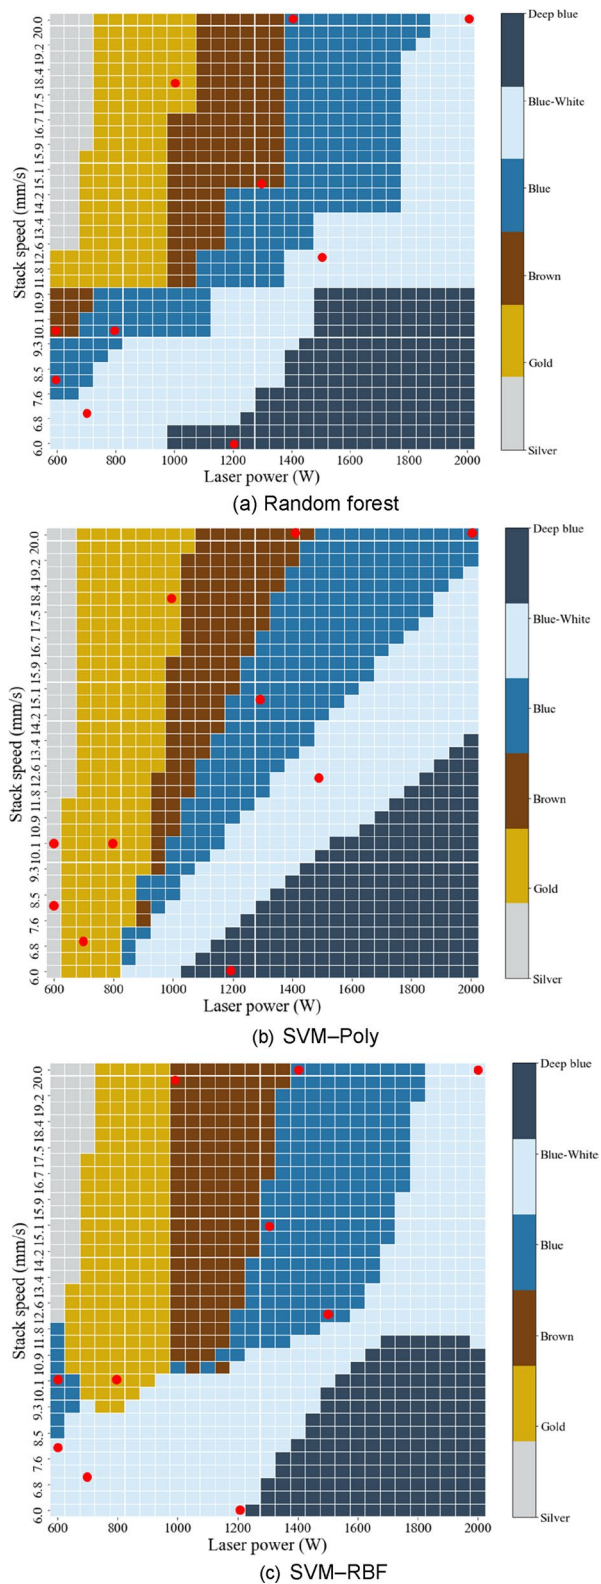 20.0
19.2
18.4
17.5
16.7
15.9
15.1
14.2
13.4
12.6
11.8
10.9
10.1
9.3
8.5
7.6
6.8
6.0
Stack speed (mm/s)
600 800 1000 1200 1400 1600 1800 2000
Laser power (W)
Deep blue
Blue-White
Blue
Brown
Gold
Silver
(a) Random forest
20.0
19.2
18.4
17.5
16.7
15.9
15.1
14.2
13.4
12.6
11.8
10.9
10.1
9.3
8.5
7.6
6.8
6.0
Stack speed (mm/s)
600 800 1000 1200 1400 1600 1800 2000
Laser power (W)
Deep blue
Blue-White
Blue
Brown
Gold
Silver
(b) SVM–Poly
20.0
19.2
18.4
17.5
16.7
15.9
15.1
14.2
13.4
12.6
11.8
10.9
10.1
9.3
8.5
7.6
6.8
6.0
Stack speed (mm/s)
600 800 1000 1200 1400 1600 1800 2000
Laser power (W)
Deep blue
Blue-White
Blue
Brown
Gold
Silver
(c) SVM–RBF